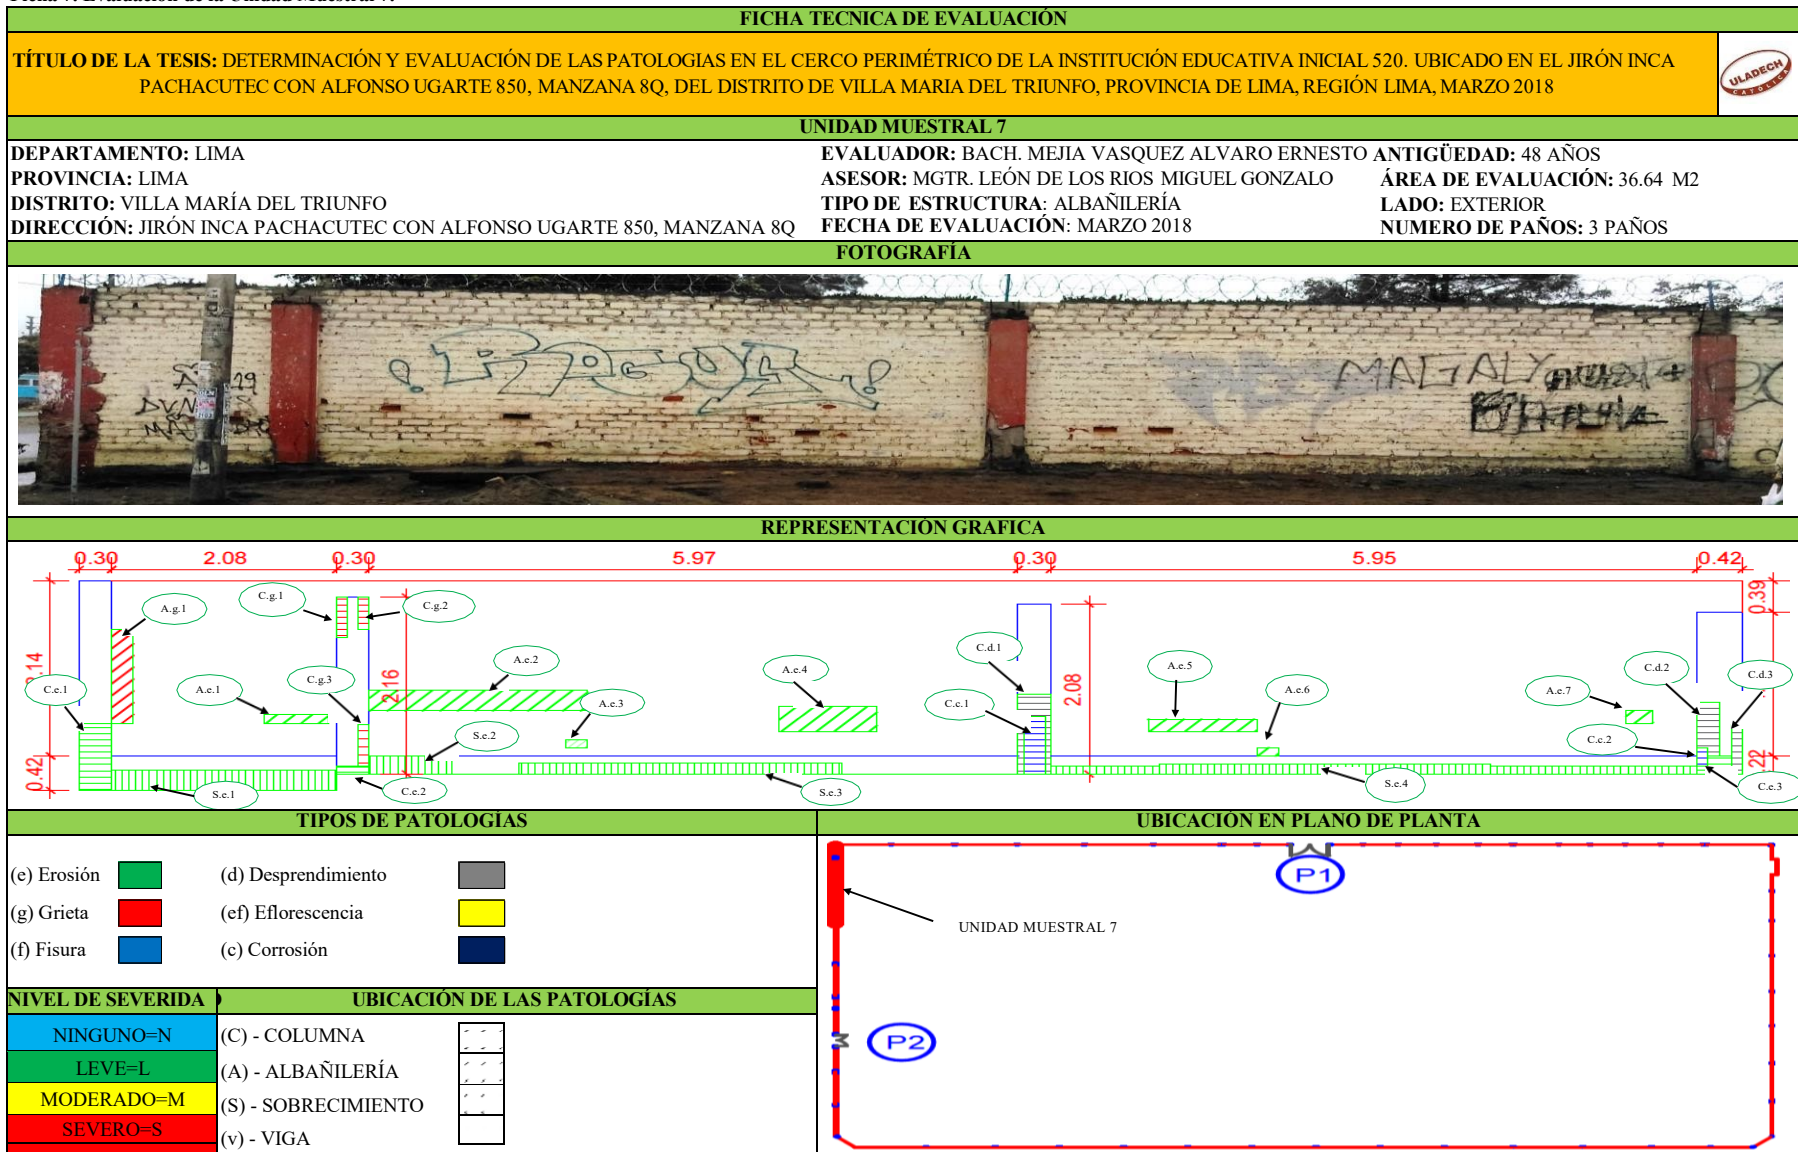 FICHA TECNICA DE EVALUACIÓN
TÍTULO DE LA TESIS: DETERMINACIÓN Y EVALUACIÓN DE LAS PATOLOGIAS EN EL CERCO PERIMÉTRICO DE LA INSTITUCIÓN EDUCATIVA INICIAL 520. UBICADO EN EL JIRÓN INCA
PACHACUTEC CON ALFONSO UGARTE 850, MANZANA 8Q, DEL DISTRITO DE VILLA MARIA DEL TRIUNFO, PROVINCIA DE LIMA, REGIÓN LIMA, MARZO 2018
ULADECH
CATOLICA
UNIDAD MUESTRAL 7
DEPARTAMENTO: LIMA
PROVINCIA: LIMA
DISTRITO: VILLA MARÍA DEL TRIUNFO
DIRECCIÓN: JIRÓN INCA PACHACUTEC CON ALFONSO UGARTE 850, MANZANA 8Q
EVALUADOR: BACH. MEJIA VASQUEZ ALVARO ERNESTO
ASESOR: MGTR. LEÓN DE LOS RIOS MIGUEL GONZALO
TIPO DE ESTRUCTURA: ALBAÑILERÍA
FECHA DE EVALUACIÓN: MARZO 2018
ANTIGÜEDAD: 48 AÑOS
ÁREA DE EVALUACIÓN: 36.64 M2
LADO: EXTERIOR
NUMERO DE PAÑOS: 3 PAÑOS
FOTOGRAFÍA
MAGALY
REPRESENTACIÓN GRAFICA
0.30 2.08 0.30 5.97 0.30 5.95 0.42
0.39
A.g.1
C.g.1
C.g.2
C.d.1
A.e.2
A.e.4
A.e.5
C.d.2
C.d.3
C.e.1
A.e.1
C.g.3
2.16
A.e.3
C.c.1
2.08
A.e.6
A.e.7
S.e.2
C.c.2
0.42
S.e.1
C.e.2
S.e.3
S.e.4
C.e.3
TIPOS DE PATOLOGÍAS
(e) Erosión
(d) Desprendimiento
(g) Grieta
(ef) Eflorescencia
(f) Fisura
(c) Corrosión
UBICACIÓN EN PLANO DE PLANTA
P1
UNIDAD MUESTRAL 7
P2
NIVEL DE SEVERIDA
NINGUNO=N
LEVE=L
MODERADO=M
SEVERO=S
UBICACIÓN DE LAS PATOLOGÍAS
(C) - COLUMNA
(A) - ALBAÑILERÍA
(S) - SOBRECIMIENTO
(v) - VIGA